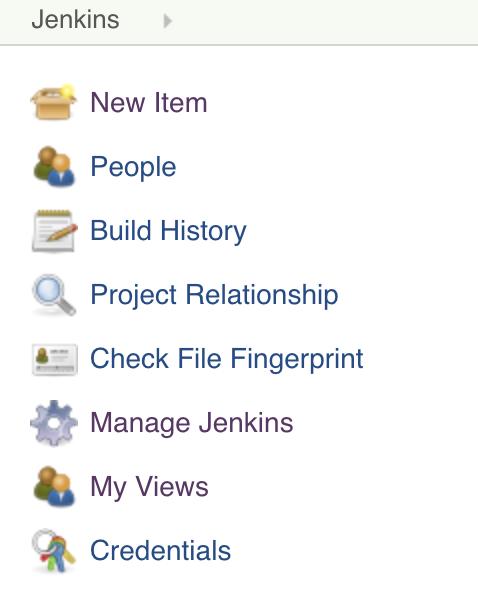 Jenkins
New Item
People
Build History
Project Relationship
Check File Fingerprint
Manage Jenkins
My Views
Credentials